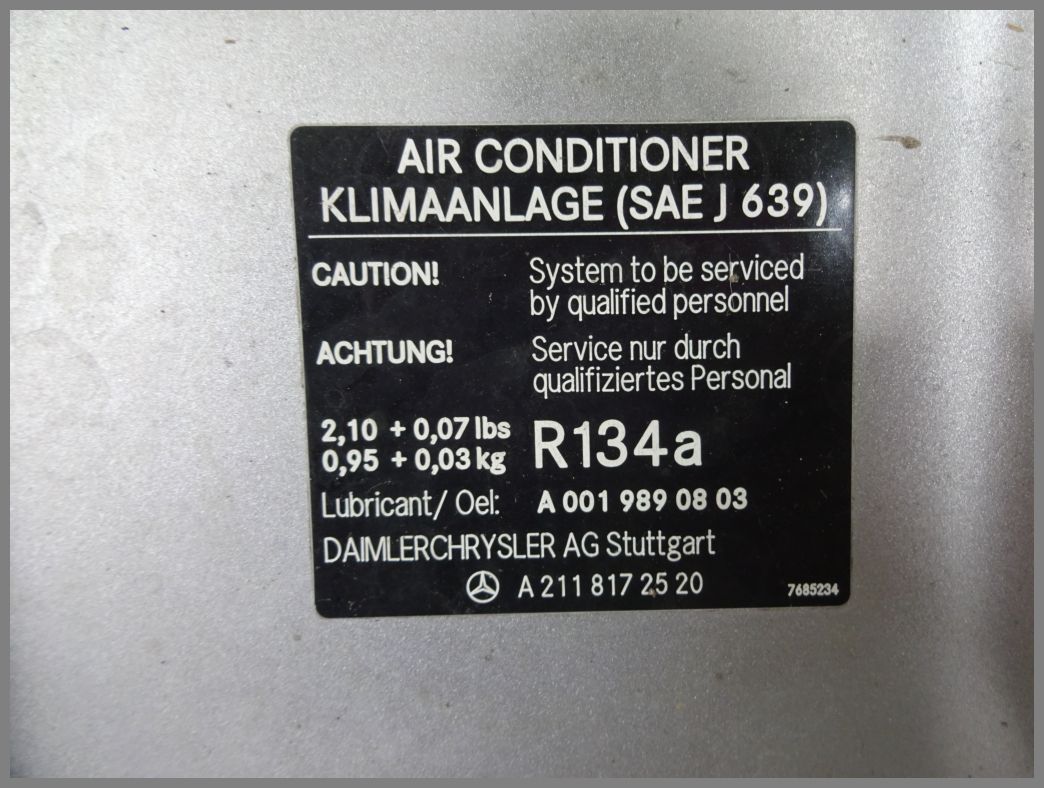 AIR CONDITIONER
KLIMAANLAGE (SAE J 639)
CAUTION! System to be serviced
by qualified personnel
ACHTUNG! Service nur durch
qualifiziertes Personal
2,10 + 0,07 lbs
0,95 + 0,03 kg
R134a
Lubricant/ Oel: A 001 989 08 03
DAIMLERCHRYSLER AG Stuttgart
A 211 817 25 20
7685234